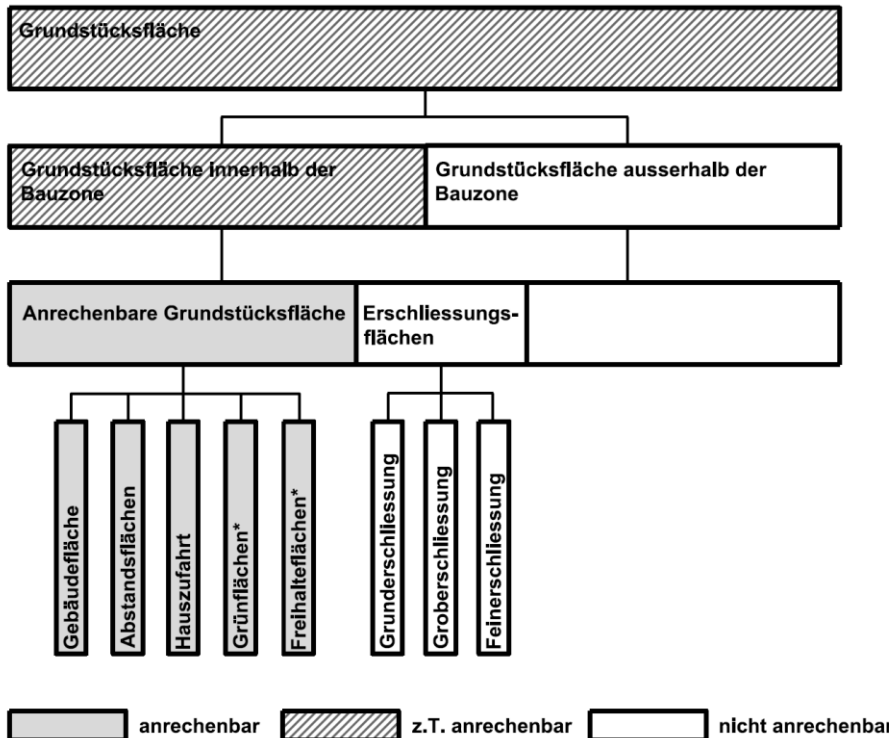 Grundstücksfläche
Grundstücksfläche innerhalb der
Bauzone
Grundstücksfläche ausserhalb der
Bauzone
Anrechenbare Grundstücksfläche
Erschliessungs-
flächen
Gebäudefläche
Abstandsflächen
Hauszufahrt
Grünflächen*
Freihalteflächen*
Grunderschliessung
Groberschliessung
Feinerschliessung
anrechenbar
z.T. anrechenbar
nicht anrechenbar